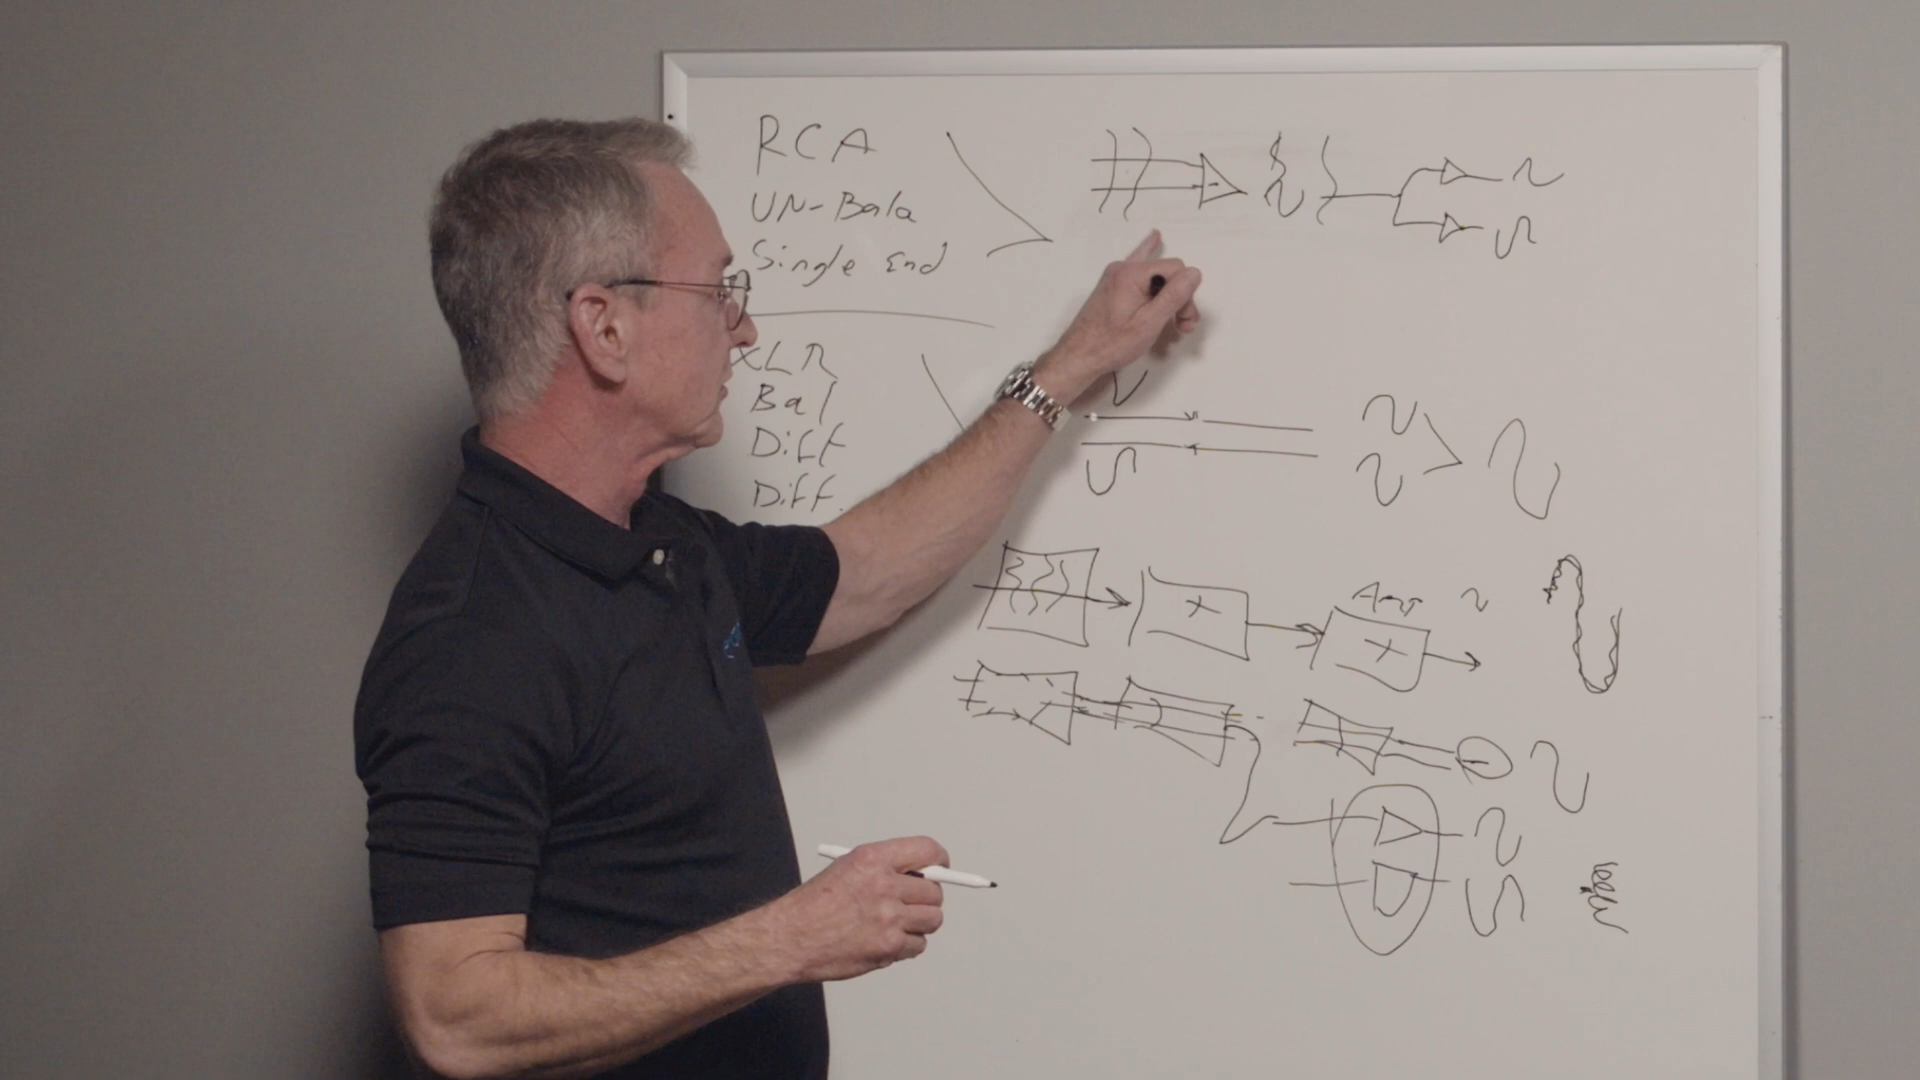 RCA
UN-Bala
Single End
XLR
Bal
Diff
Diff.